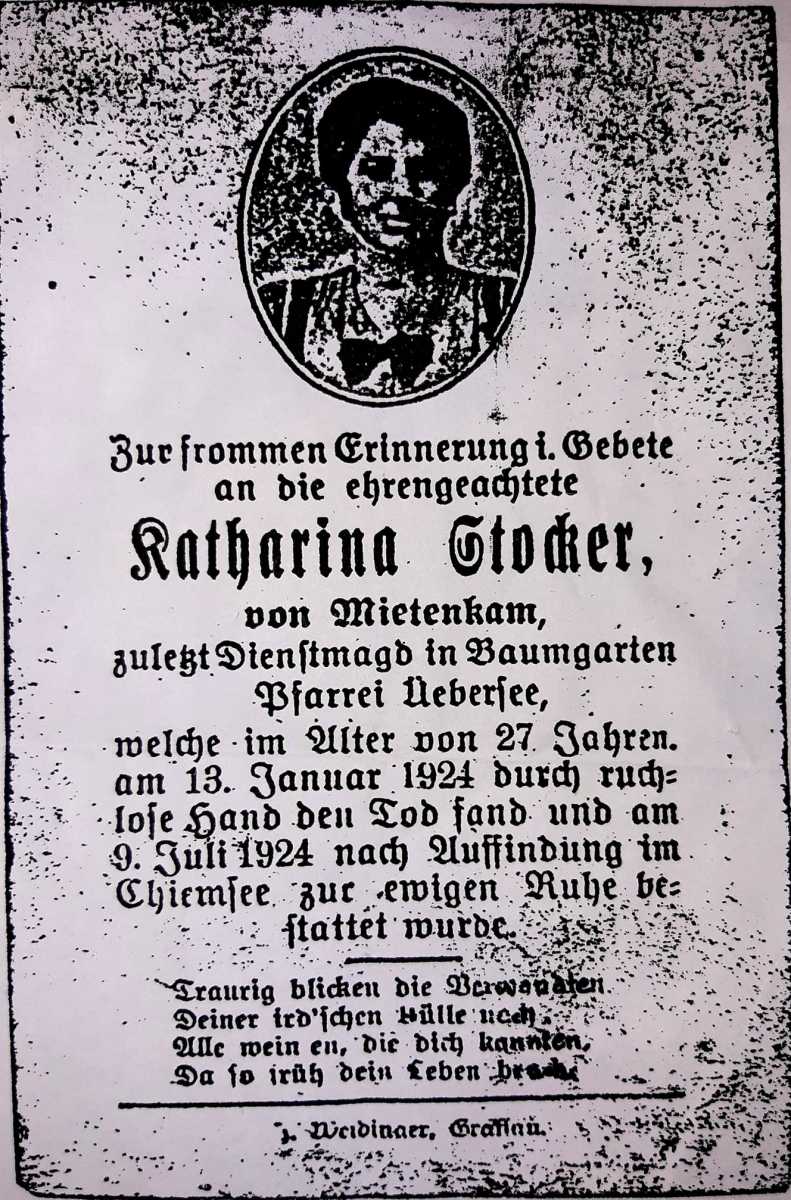 Zur frommen Erinnerung i. Gebete
an die ehrengeachtete
Katharina Stocker,
von Mietenkam,
zuletzt Dienstmagd in Baumgarten
Pfarrei Uebersee,
welche im Alter von 27 Jahren
am 13. Januar 1924 durch ruch-
lose Hand den Tod fand und am
9. Juli 1924 nach Auffindung im
Chiemsee zur ewigen Ruhe be-
stattet wurde.
Traurig blicken die Verwandten
Deiner ird'schen Hülle nach,
Alle weinen, die dich kannten,
Da so früh dein Leben brach.
J. Weidinger, Grassau.